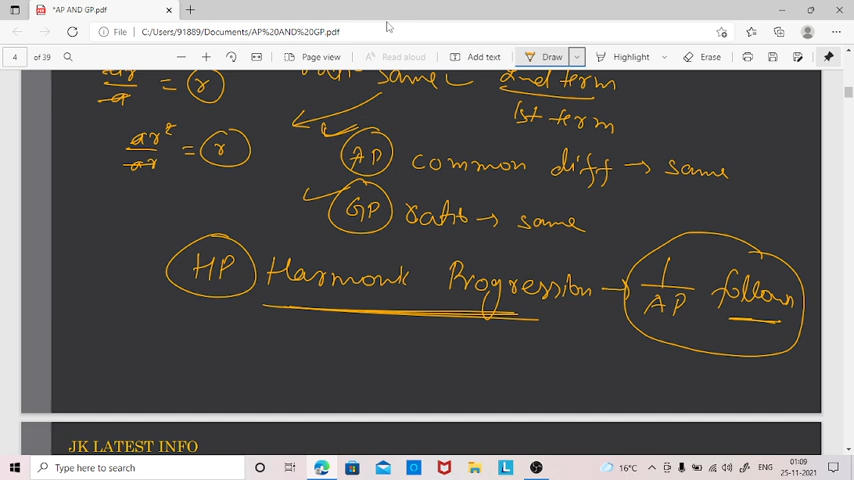 *AP AND GP.pdf
File | C:/Users/91889/Documents/AP%20AND%20GP.pdf
4 of 39 Page view Read aloud Add text Draw Highlight Erase
ar/a = r
same 2nd term
1st term
ar²/ar = r
AP common diff → same
GP ratio → same
HP Harmonic Progression → 1/AP follows
JK LATEST INFO
Type here to search 16°C ENG 01:09
25-11-2021